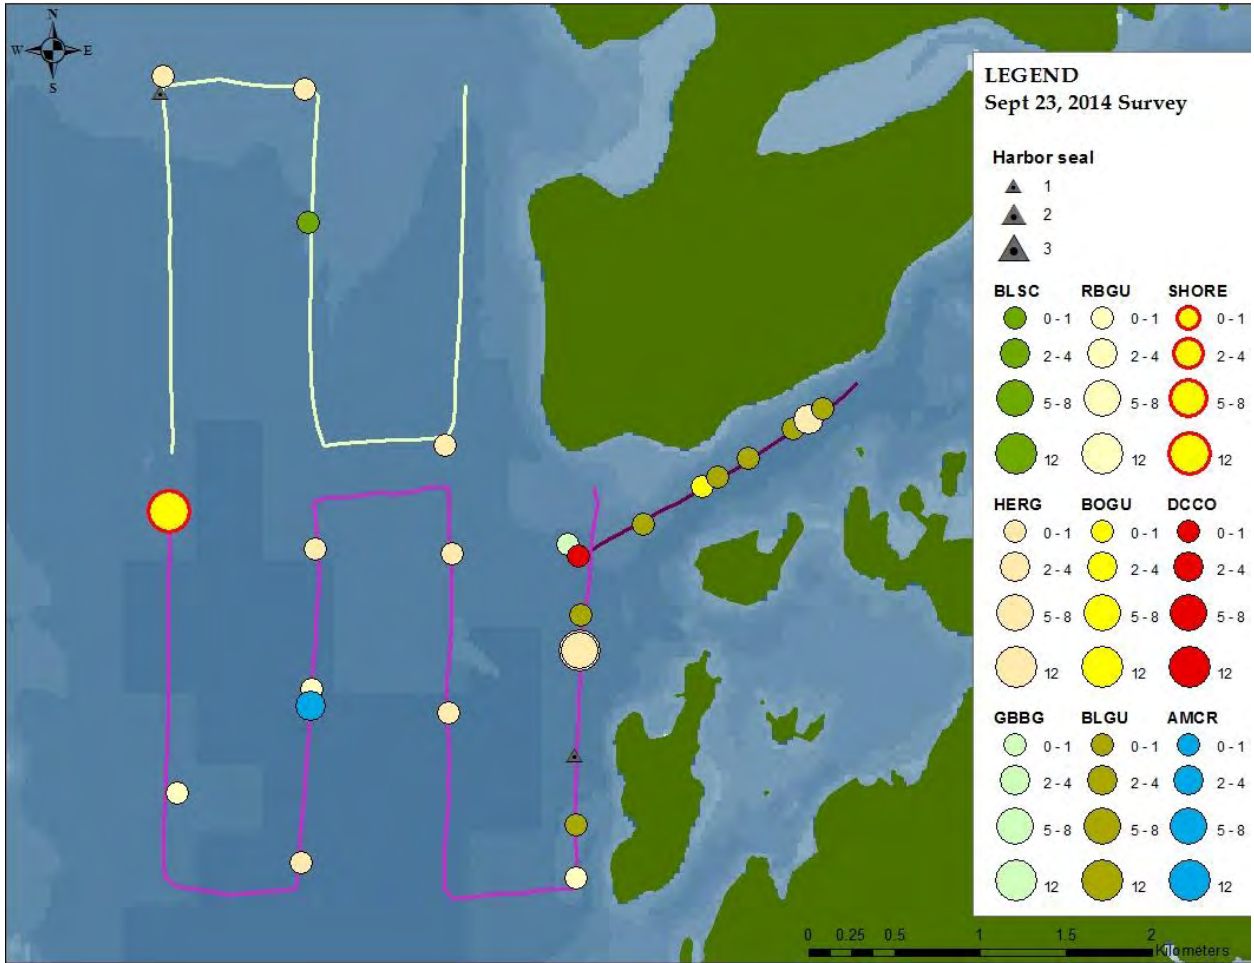 N
W E
S
LEGEND
Sept 23, 2014 Survey
Harbor seal
1
2
3
BLSC RBGU SHORE
0 - 1 0 - 1 0 - 1
2 - 4 2 - 4 2 - 4
5 - 8 5 - 8 5 - 8
12 12 12
HERG BOGU DCCO
0 - 1 0 - 1 0 - 1
2 - 4 2 - 4 2 - 4
5 - 8 5 - 8 5 - 8
12 12 12
GBBG BLGU AMCR
0 - 1 0 - 1 0 - 1
2 - 4 2 - 4 2 - 4
5 - 8 5 - 8 5 - 8
12 12 12
0 0.25 0.5 1 1.5 2
Kilometers